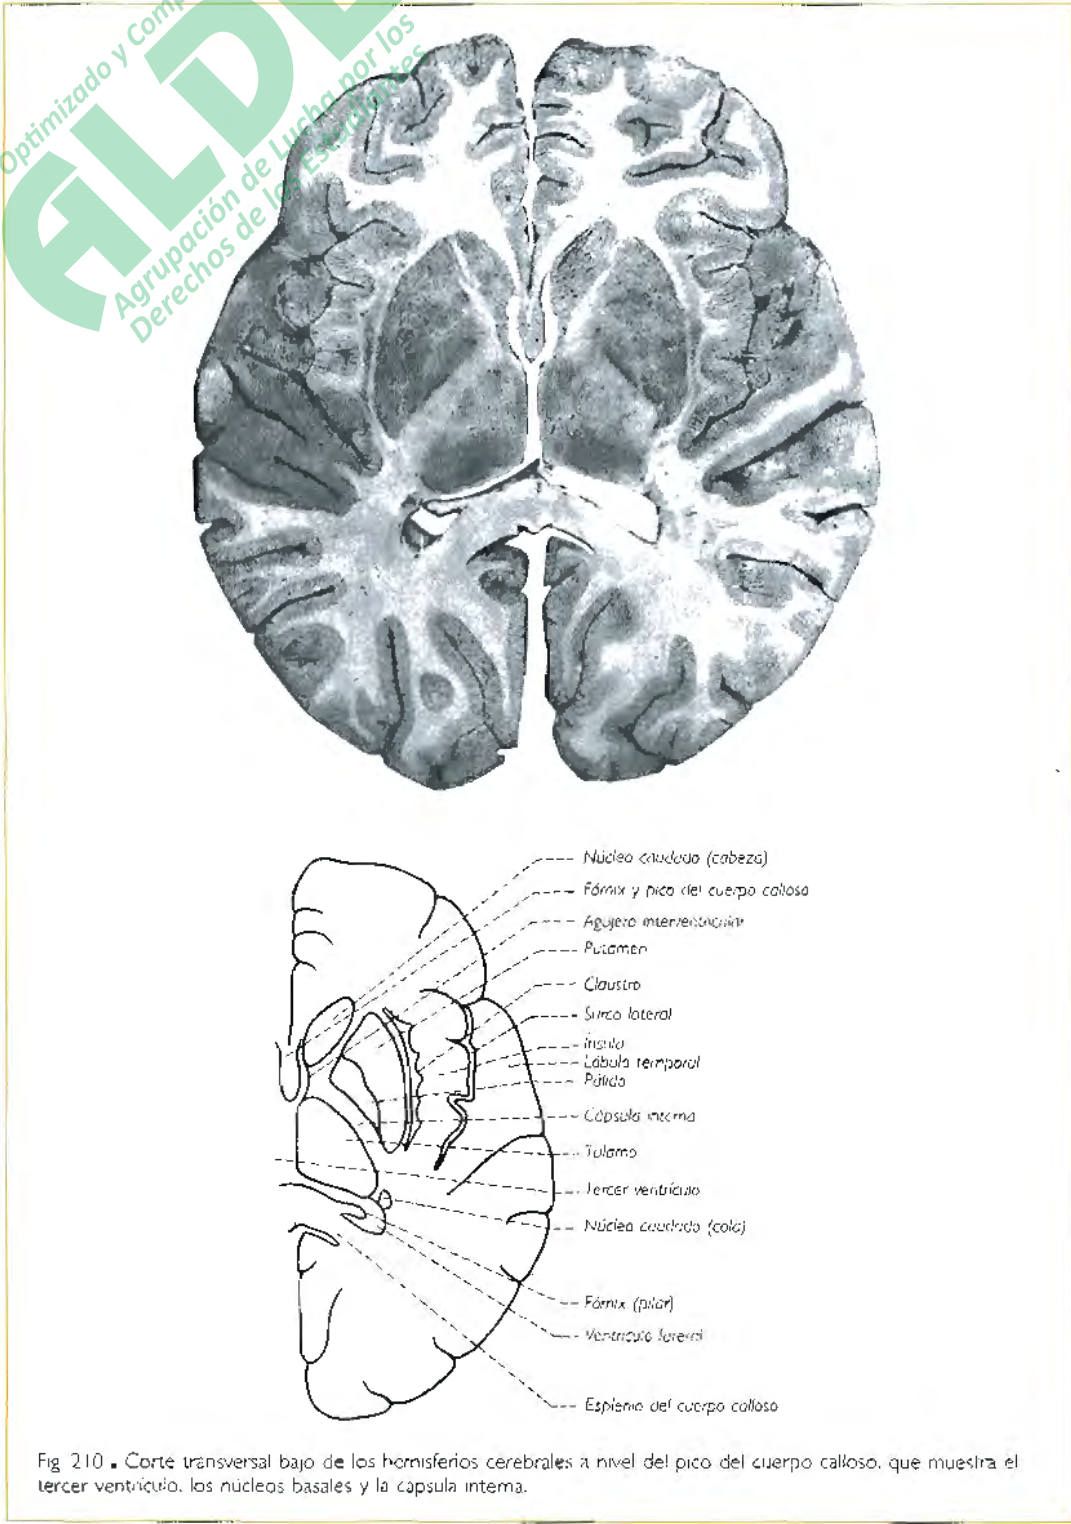 Optimizado y Comp
ALDE
Agrupación de Lucha por los
Derechos de los Estudiantes
Núcleo caudado (cabeza)
Fórnix y pico del cuerpo calloso
Agujero interventricular
Putamen
Claustro
Surco lateral
Ínsula
Lóbulo temporal
Pálido
Cápsula interna
Tálamo
Tercer ventrículo
Núcleo caudado (cola)
Fórnix (pilar)
Ventrículo lateral
Esplenio del cuerpo calloso
Fig 210 . Corte transversal bajo de los hemisferios cerebrales a nivel del pico del cuerpo calloso, que muestra el
tercer ventrículo, los núcleos basales y la cápsula interna.